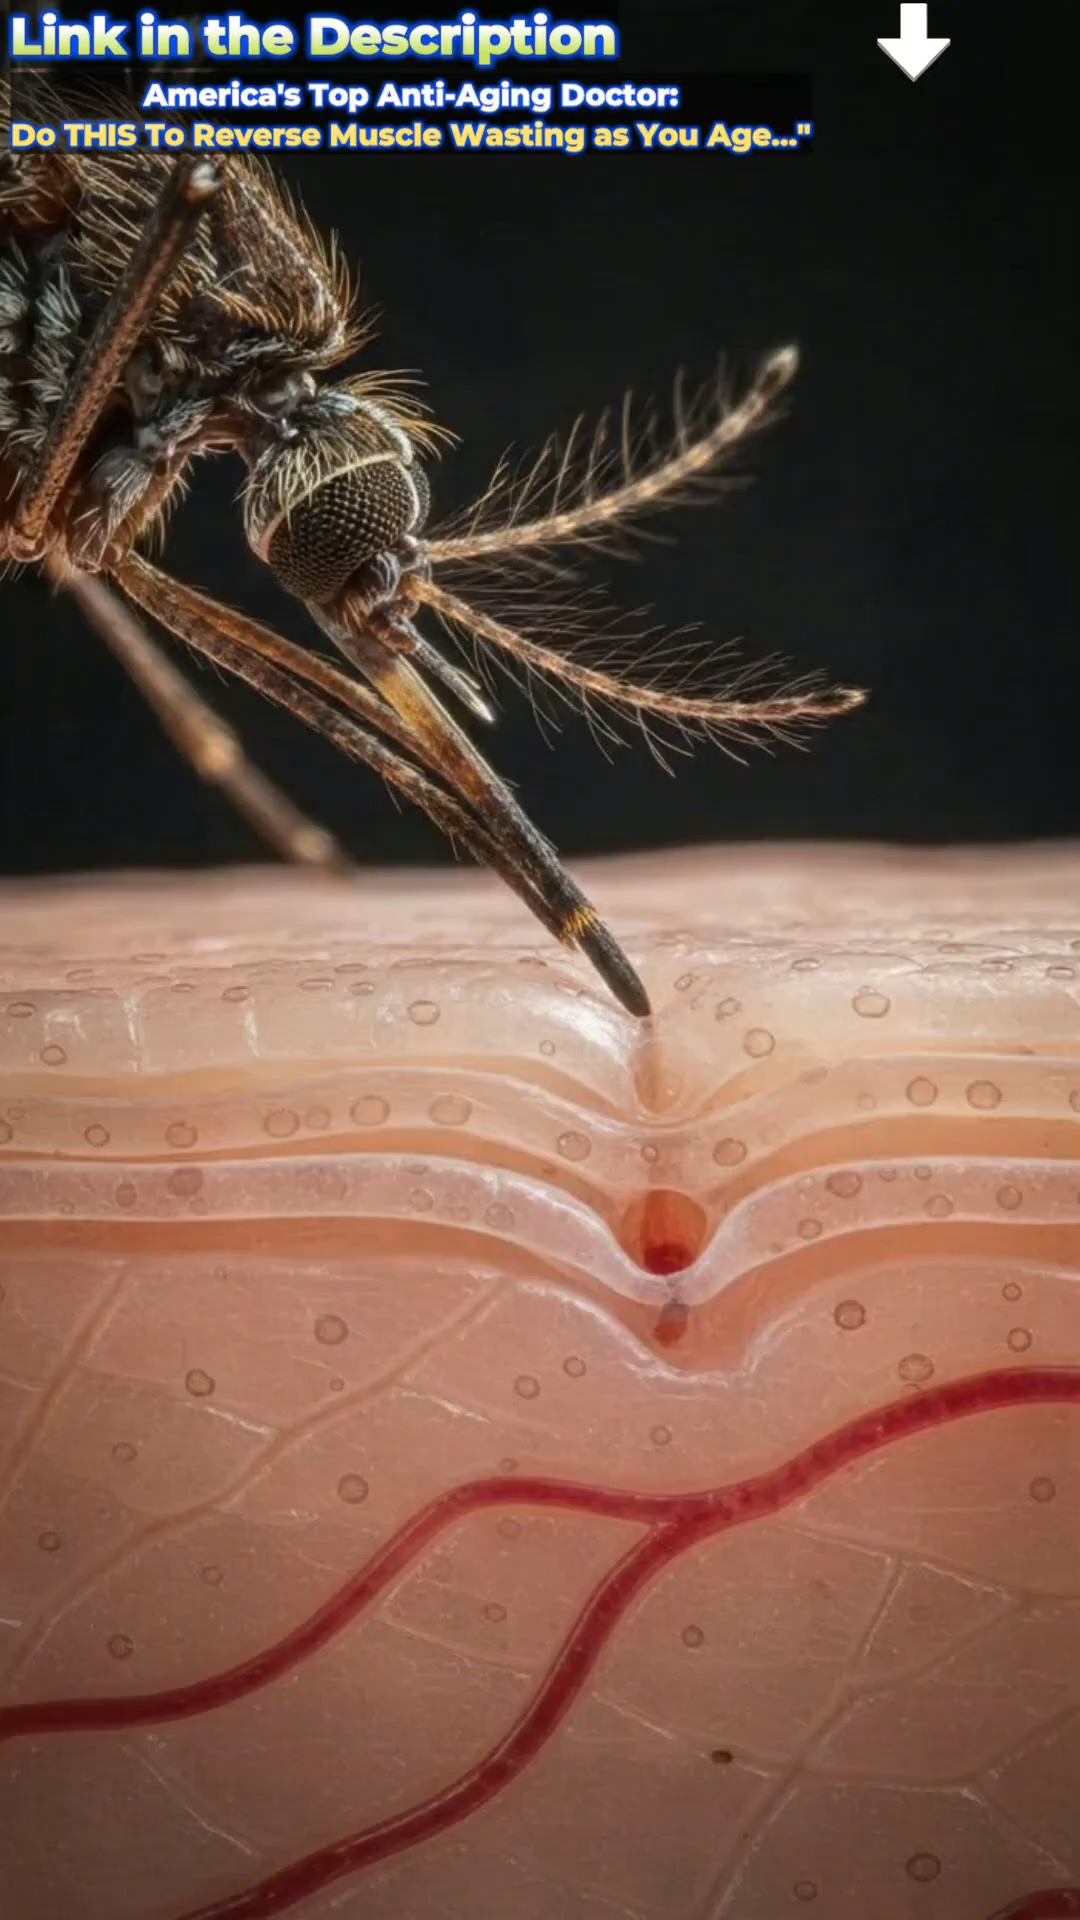 Link in the Description
America's Top Anti-Aging Doctor:
Do THIS To Reverse Muscle Wasting as You Age..."